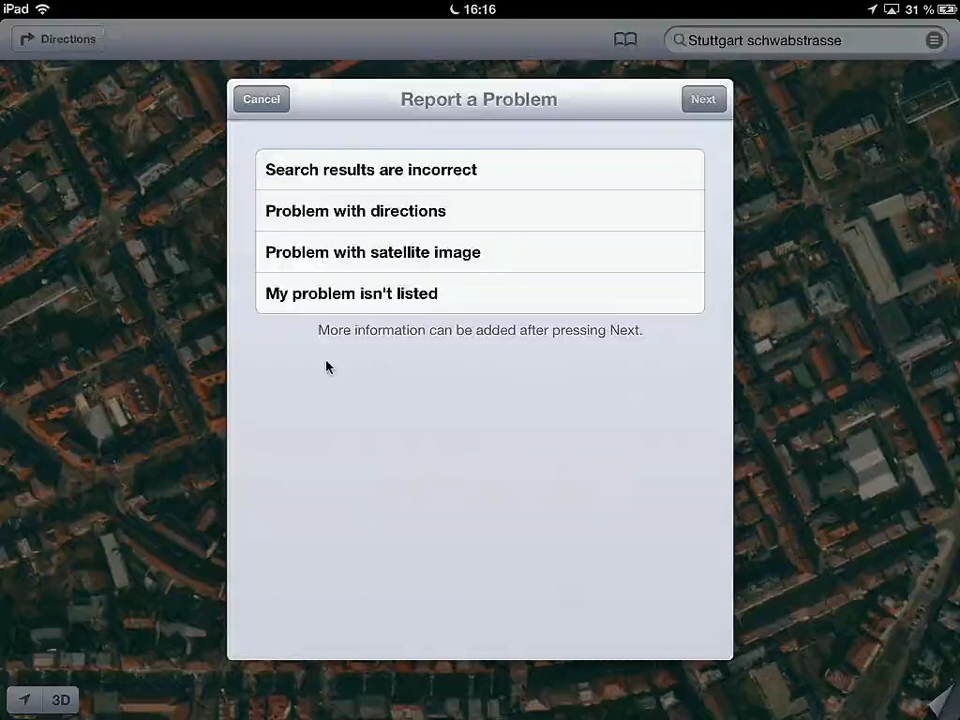 iPad 16:16 31 %
Directions Stuttgart schwabstrasse
Cancel Report a Problem Next
Search results are incorrect
Problem with directions
Problem with satellite image
My problem isn't listed
More information can be added after pressing Next.
3D